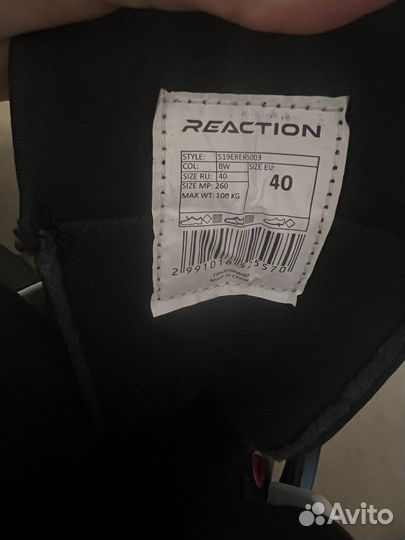 REACTION
STYLE: S19ERERS003
COL: BW SIZE EU:
SIZE RU: 40 40
SIZE MP: 260
MAX WT: 100 KG
Made in China
Avito